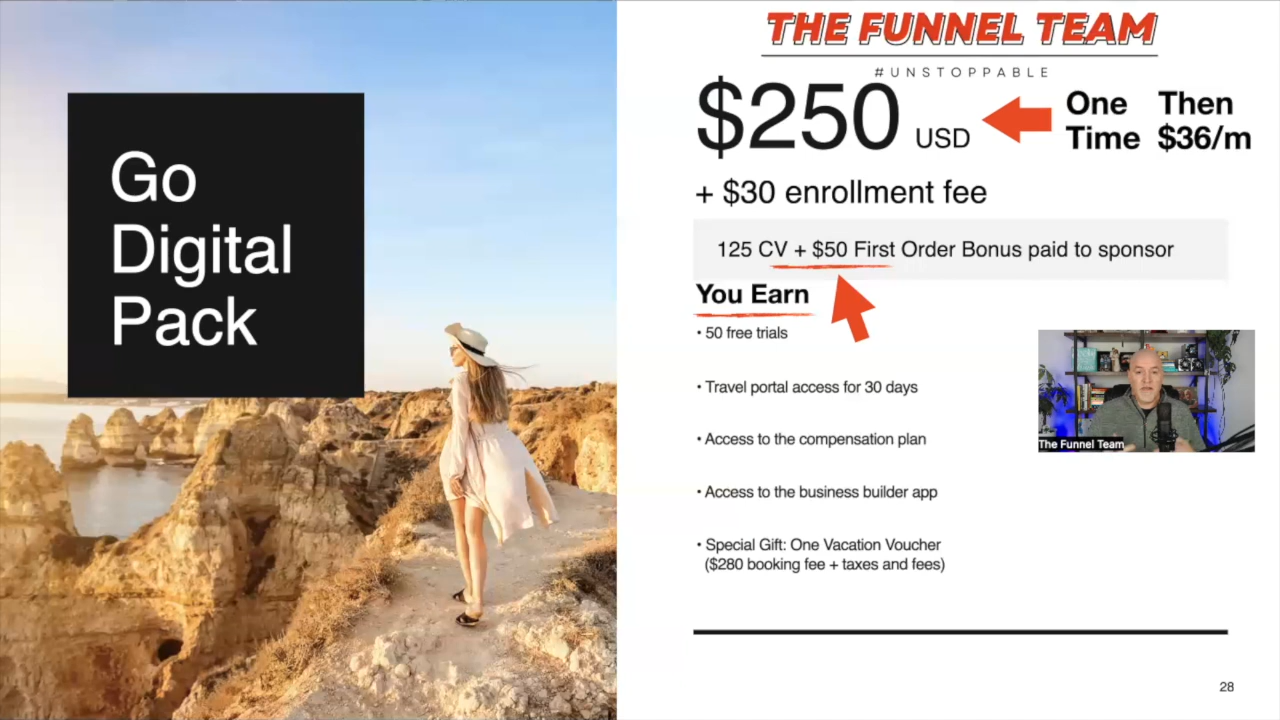 Go
Digital
Pack
THE FUNNEL TEAM
#UNSTOPPABLE
$250 USD
One Time
Then $36/m
+ $30 enrollment fee
125 CV + $50 First Order Bonus paid to sponsor
You Earn
• 50 free trials
• Travel portal access for 30 days
• Access to the compensation plan
• Access to the business builder app
• Special Gift: One Vacation Voucher
($280 booking fee + taxes and fees)
The Funnel Team
28